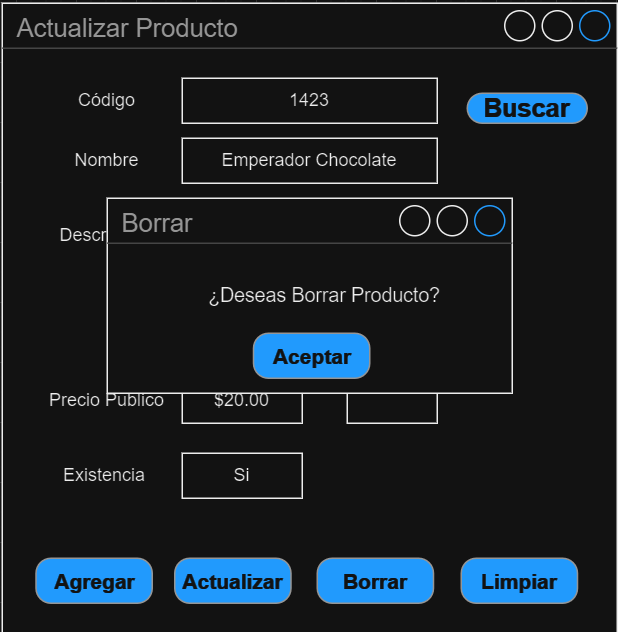 Actualizar Producto
Código
1423
Buscar
Nombre
Emperador Chocolate
Descr
Borrar
¿Deseas Borrar Producto?
Aceptar
Precio Publico
$20.00
Existencia
Si
Agregar
Actualizar
Borrar
Limpiar